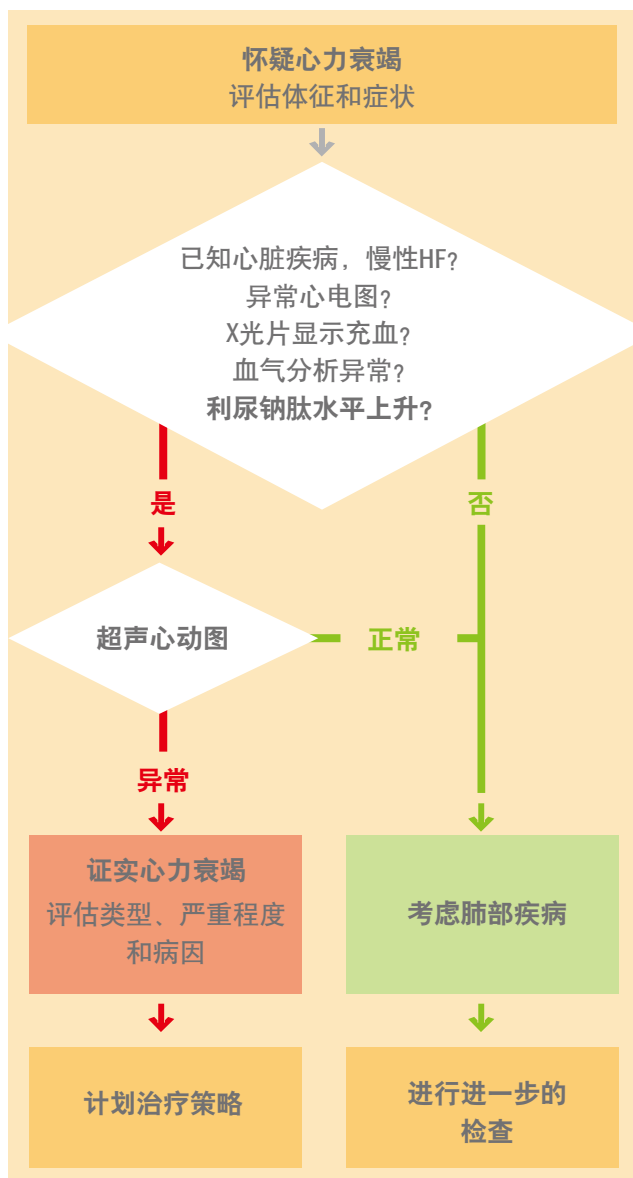 怀疑心力衰竭
评估体征和症状
已知心脏疾病，慢性HF?
异常心电图?
X光片显示充血?
血气分析异常?
利尿钠肽水平上升?
是
否
超声心动图
正常
异常
证实心力衰竭
评估类型、严重程度
和病因
考虑肺部疾病
计划治疗策略
进行进一步的
检查